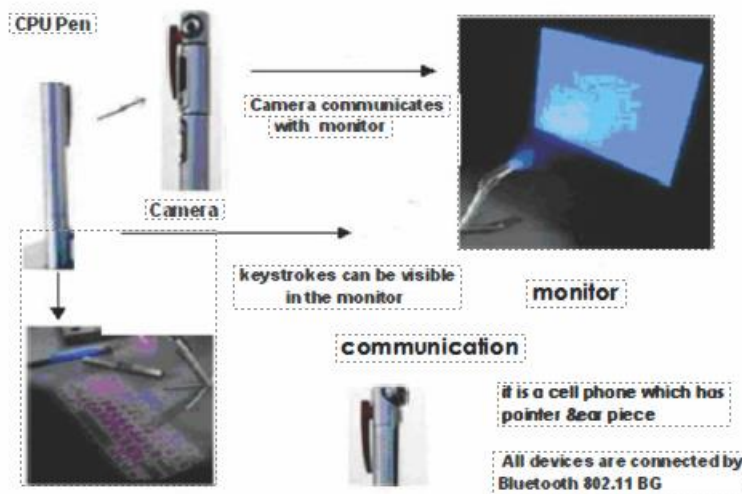 CPU Pen
Camera communicates
with monitor
Camera
keystrokes can be visible
in the monitor
monitor
communication
it is a cell phone which has
pointer &ear piece
All devices are connected by
Bluetooth 802.11 BG